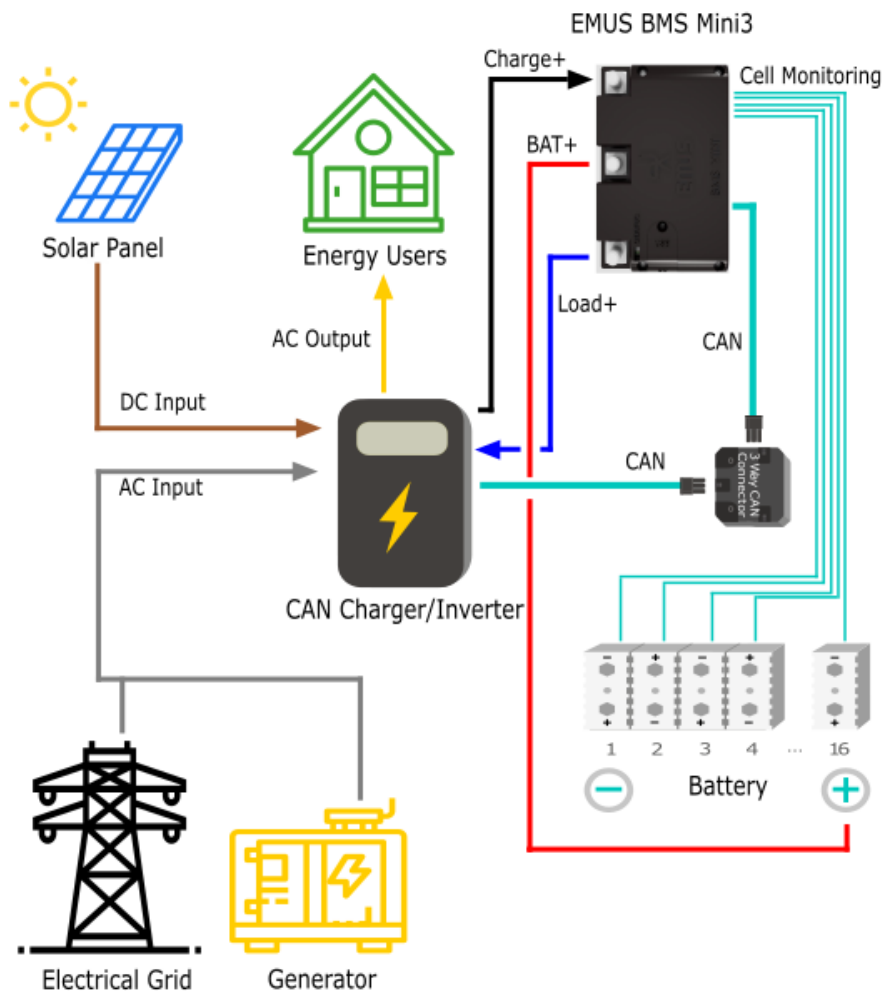 EMUS BMS Mini3
Charge+
Cell Monitoring
BAT+
Solar Panel
Energy Users
Load+
AC Output
CAN
DC Input
CAN
3 Way CAN
Connector
AC Input
CAN Charger/Inverter
- + - +
-
+ - + -
+
1 2 3 4 ... 16
- Battery +
Electrical Grid
Generator